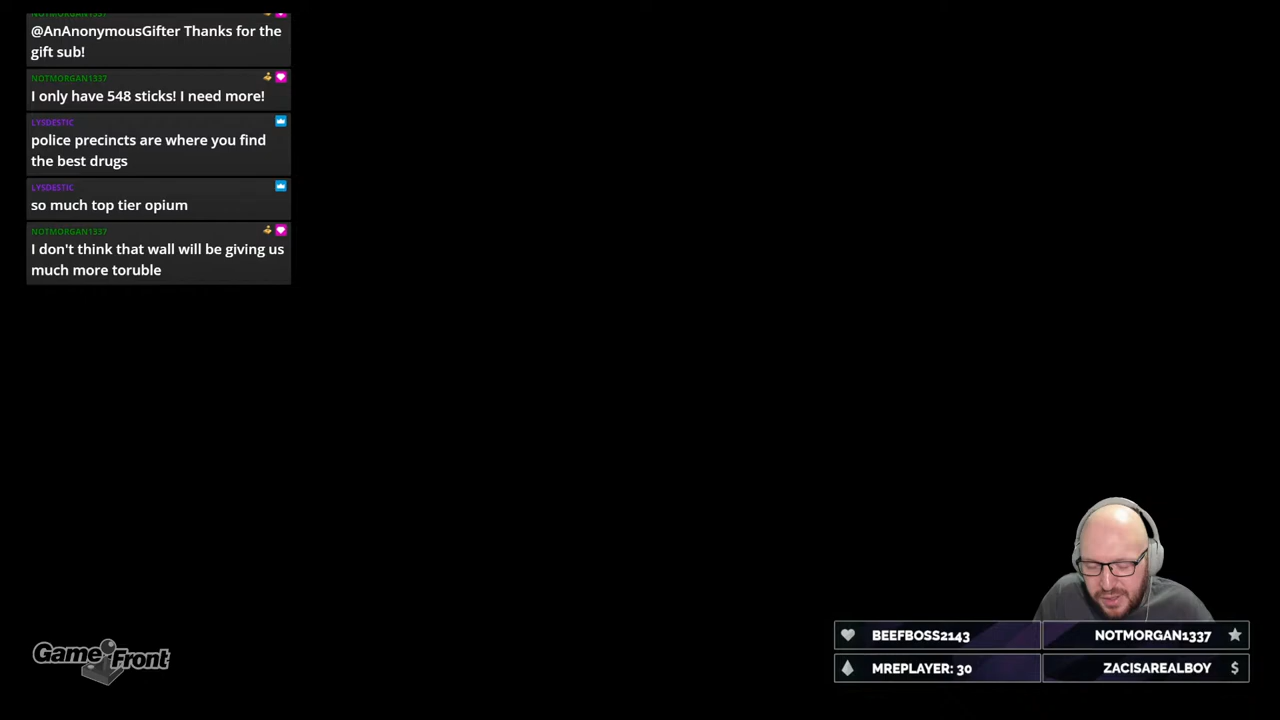 NOTMORGAN1337
@AnAnonymousGifter Thanks for the
gift sub!
NOTMORGAN1337
I only have 548 sticks! I need more!
LYSDESTIC
police precincts are where you find
the best drugs
LYSDESTIC
so much top tier opium
NOTMORGAN1337
I don't think that wall will be giving us
much more toruble
GameFront
BEEFBOSS2143
NOTMORGAN1337
MREPLAYER: 30
ZACISAREALBOY